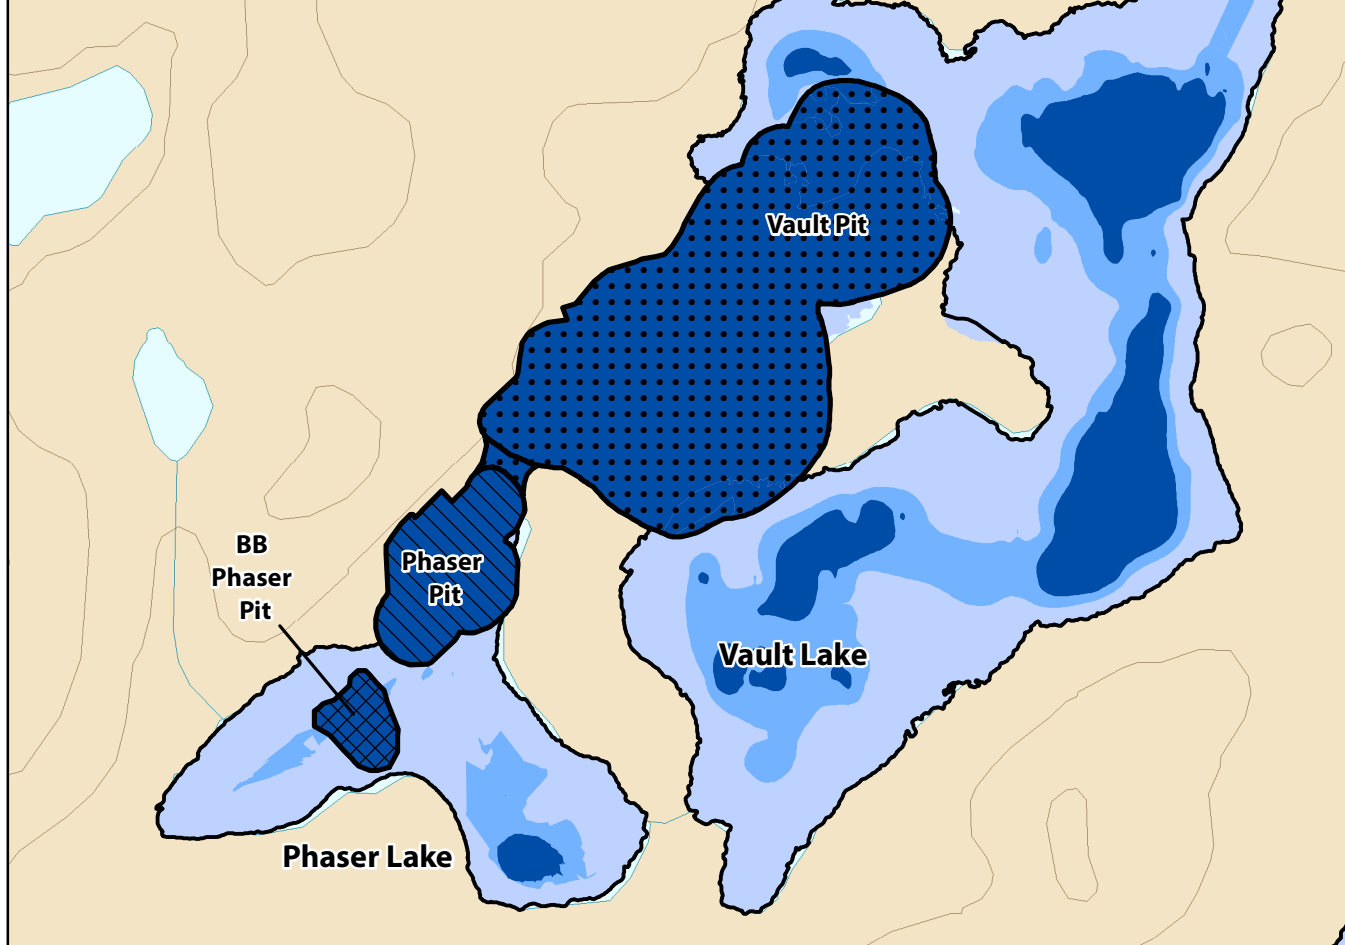 Vault Pit
BB
Phaser
Pit
Phaser
Pit
Vault Lake
Phaser Lake